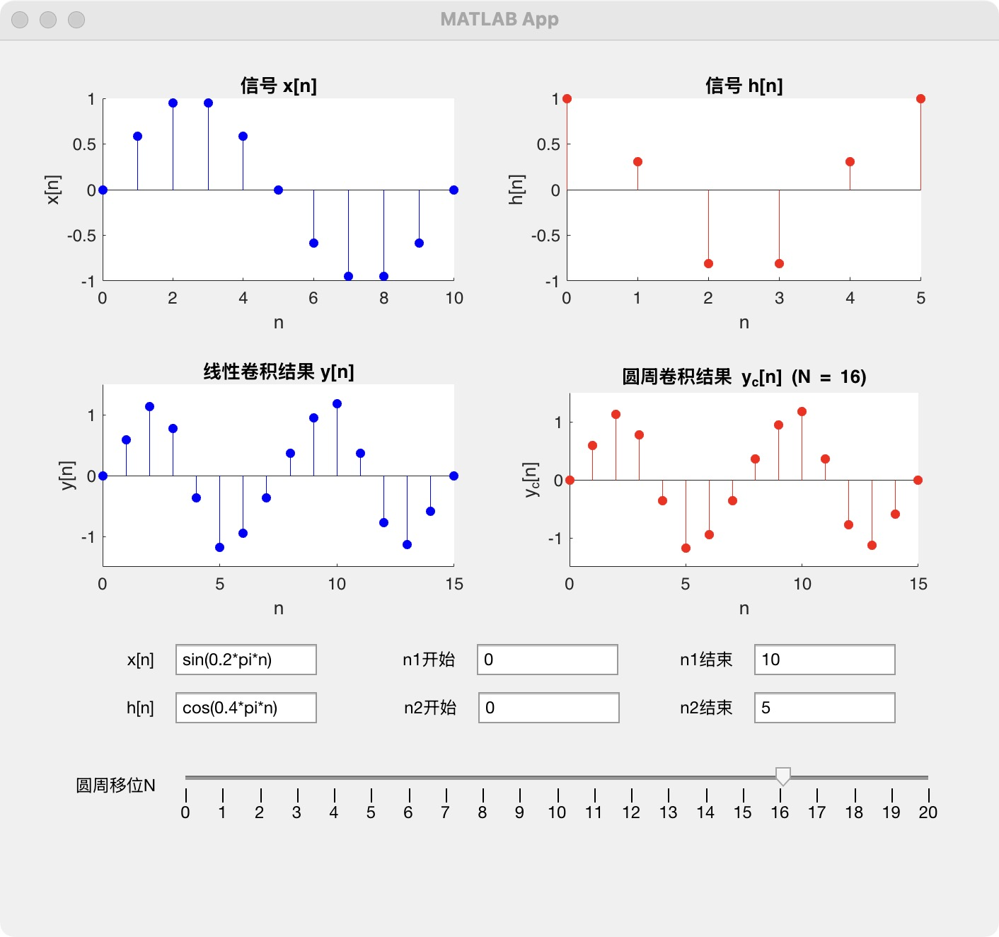 MATLAB App
信号 x[n]
1
0.5
0
-0.5
-1
x[n]
0 2 4 6 8 10
n
信号 h[n]
1
0.5
0
-0.5
-1
h[n]
0 1 2 3 4 5
n
线性卷积结果 y[n]
1
0
-1
y[n]
0 5 10 15
n
圆周卷积结果 yc[n] (N = 16)
1
0
-1
yc[n]
0 5 10 15
n
x[n] sin(0.2*pi*n) n1开始 0 n1结束 10
h[n] cos(0.4*pi*n) n2开始 0 n2结束 5
圆周移位N
0 1 2 3 4 5 6 7 8 9 10 11 12 13 14 15 16 17 18 19 20